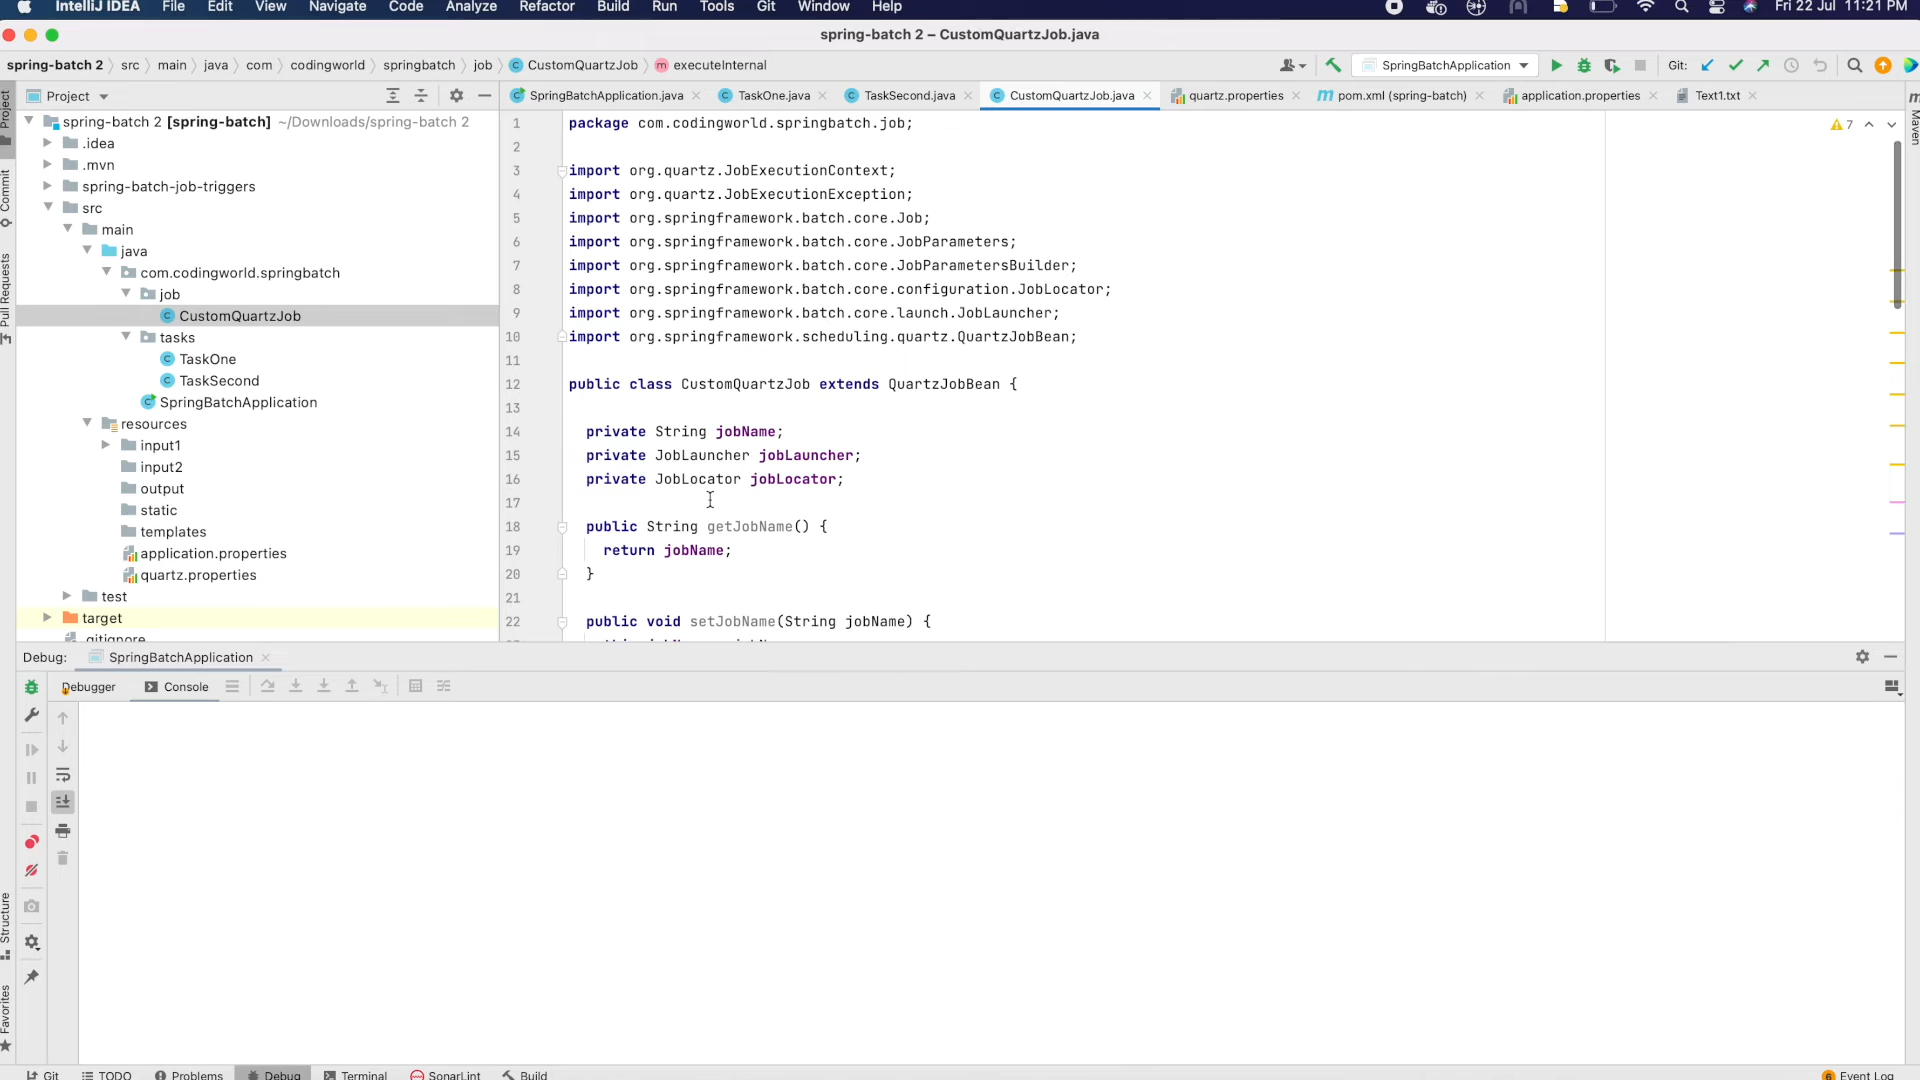 IntelliJ IDEA File Edit View Navigate Code Analyze Refactor Build Run Tools Git Window Help Fri 22 Jul 11:21 PM
spring-batch 2 – CustomQuartzJob.java
spring-batch 2 src main java com codingworld springbatch job CustomQuartzJob executeInternal SpringBatchApplication Git:
Project SpringBatchApplication.java TaskOne.java TaskSecond.java CustomQuartzJob.java quartz.properties pom.xml (spring-batch) application.properties Text1.txt
Project
Commit
Pull Requests
Structure
Favorites
Maven
spring-batch 2 [spring-batch] ~/Downloads/spring-batch 2
.idea
.mvn
spring-batch-job-triggers
src
main
java
com.codingworld.springbatch
job
CustomQuartzJob
tasks
TaskOne
TaskSecond
SpringBatchApplication
resources
input1
input2
output
static
templates
application.properties
quartz.properties
test
target
.gitignore
7
1 package com.codingworld.springbatch.job;
2
3 import org.quartz.JobExecutionContext;
4 import org.quartz.JobExecutionException;
5 import org.springframework.batch.core.Job;
6 import org.springframework.batch.core.JobParameters;
7 import org.springframework.batch.core.JobParametersBuilder;
8 import org.springframework.batch.core.configuration.JobLocator;
9 import org.springframework.batch.core.launch.JobLauncher;
10 import org.springframework.scheduling.quartz.QuartzJobBean;
11
12 public class CustomQuartzJob extends QuartzJobBean {
13
14 private String jobName;
15 private JobLauncher jobLauncher;
16 private JobLocator jobLocator;
17
18 public String getJobName() {
19 return jobName;
20 }
21
22 public void setJobName(String jobName) {
Debug: SpringBatchApplication
Debugger Console
Git TODO Problems Debug Terminal SonarLint Build 6 Event Log